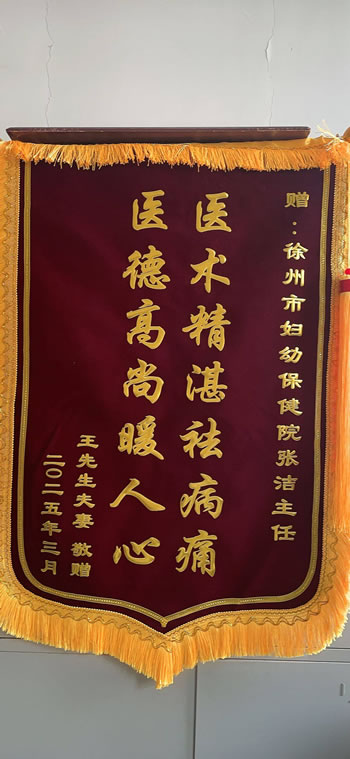 赠：徐州市妇幼保健院张洁主任
医术精湛祛病痛
医德高尚暖人心
王先生夫妻 敬赠
二〇二五年三月